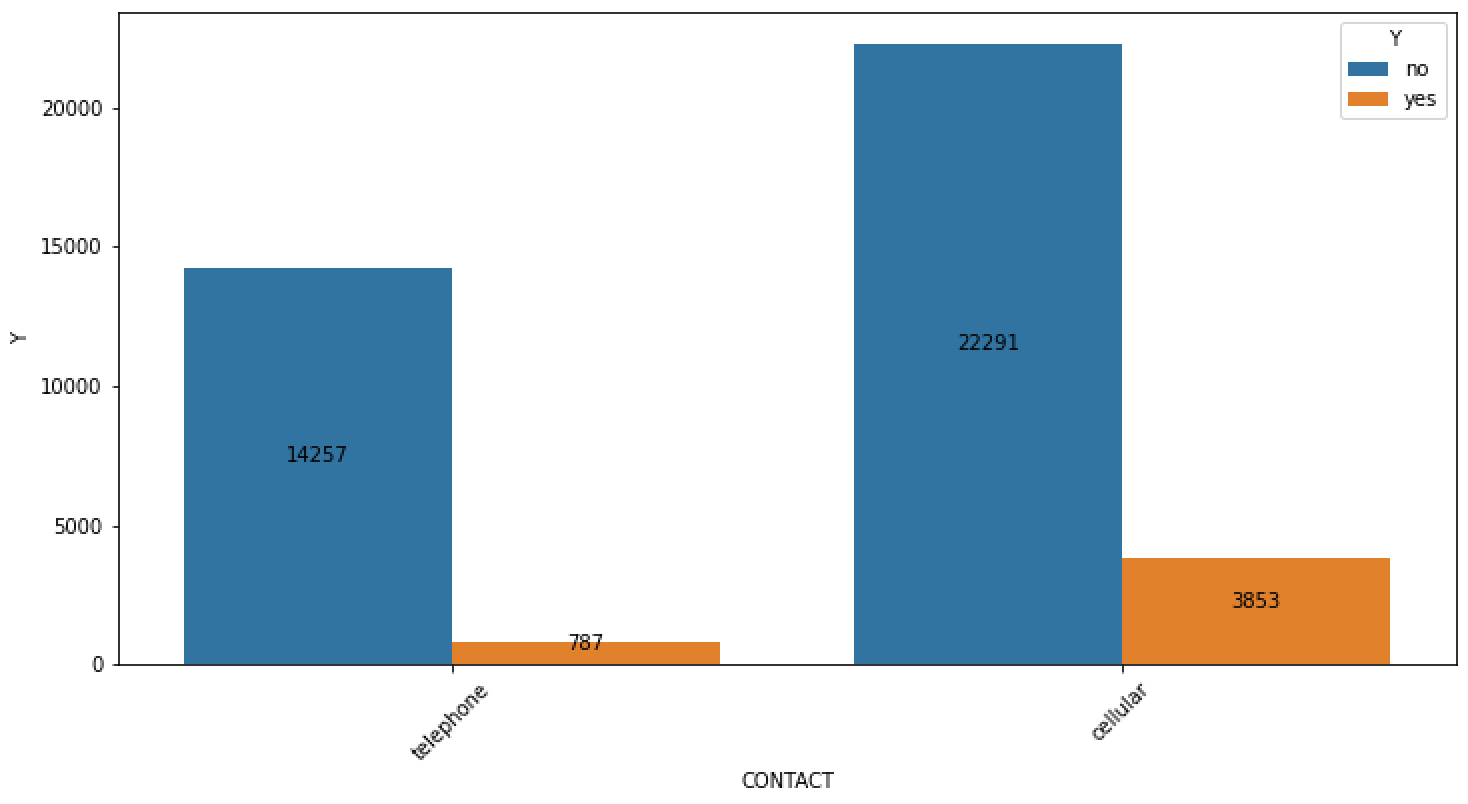 Y
no
yes
20000
15000
10000
5000
0
Y
14257
787
22291
3853
telephone
cellular
CONTACT